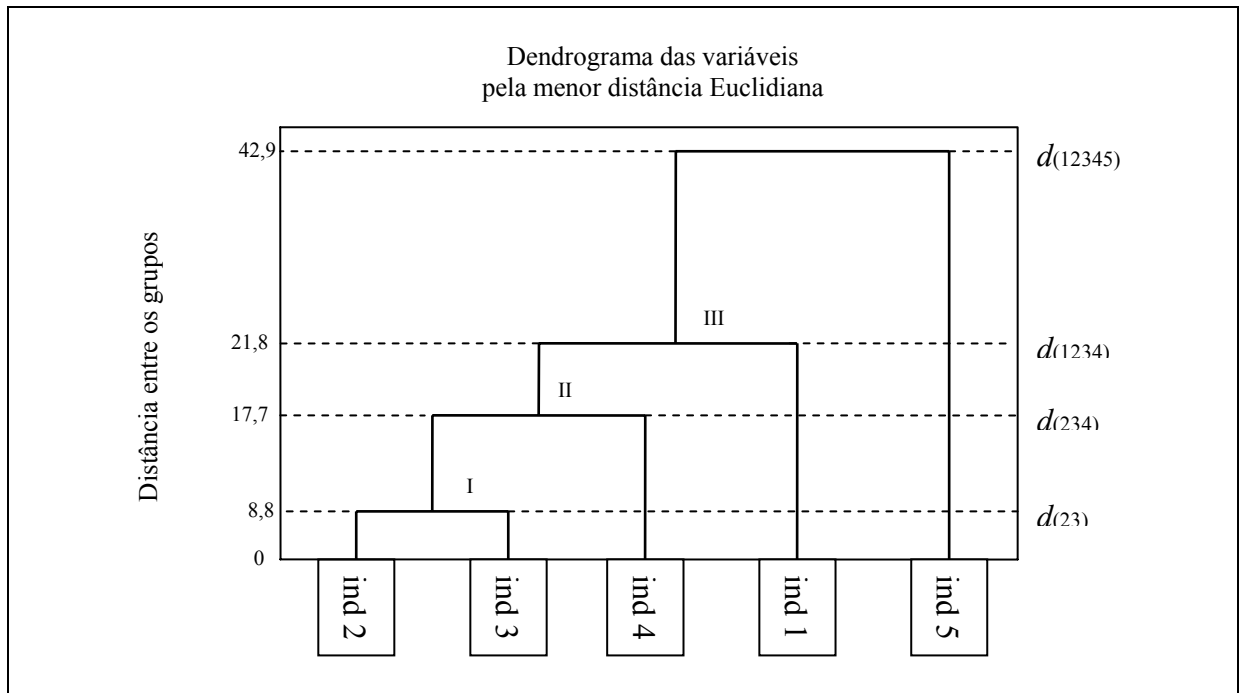 Dendrograma das variáveis
pela menor distância Euclidiana
Distância entre os grupos
42,9
d(12345)
III
21,8
d(1234)
II
17,7
d(234)
I
8,8
d(23)
0
ind 2
ind 3
ind 4
ind 1
ind 5